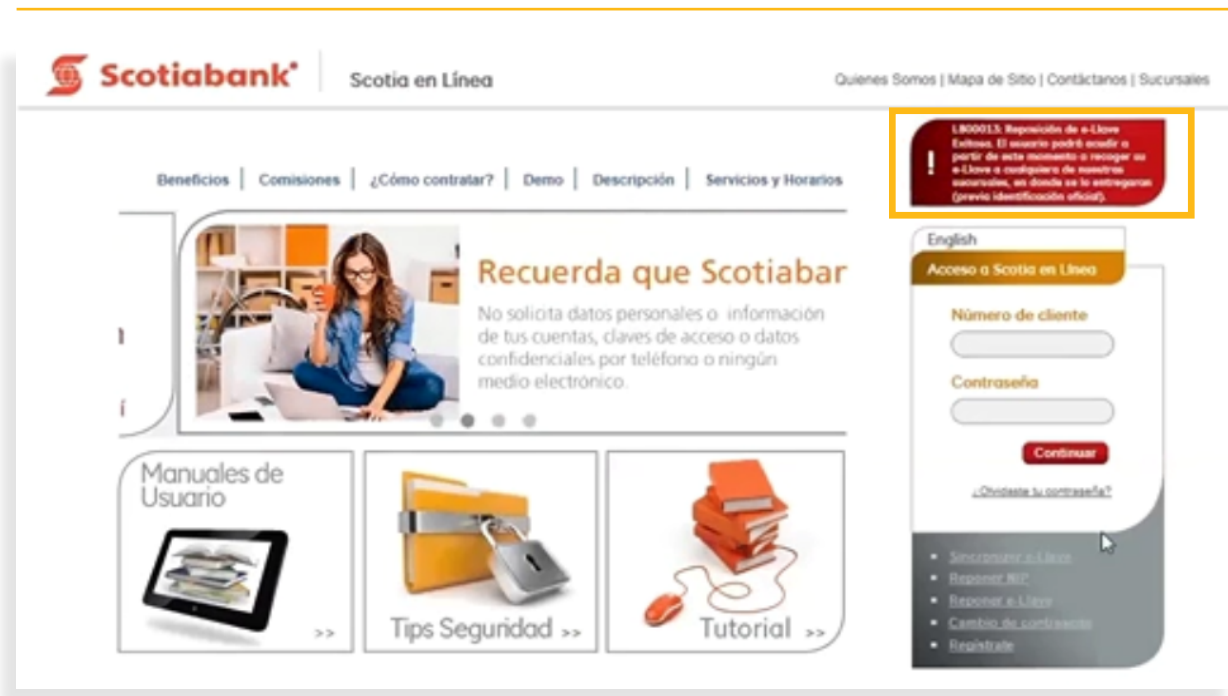 Scotiabank
Scotia en Línea
Quienes Somos | Mapa de Sitio | Contáctanos | Sucursales
LB00013: Reposición de e-Llave
Exitosa. El usuario podrá acudir a
partir de este momento a recoger su
e-Llave a cualquiera de nuestras
sucursales, en donde se lo entregaran
(previa identificación oficial).
!
Beneficios | Comisiones | ¿Cómo contratar? | Demo | Descripción | Servicios y Horarios
Recuerda que Scotiabar
No solicita datos personales o información
de tus cuentas, claves de acceso o datos
confidenciales por teléfono o ningún
medio electrónico.
English
Acceso a Scotia en Línea
Número de cliente
Contraseña
Continuar
¿Olvidaste tu contraseña?
Manuales de
Usuario
>>
Tips Seguridad >>
Tutorial >>
Sincronizar e-Llave
Reponer NIP
Reponer e-Llave
Cambio de contraseña
Regístrate